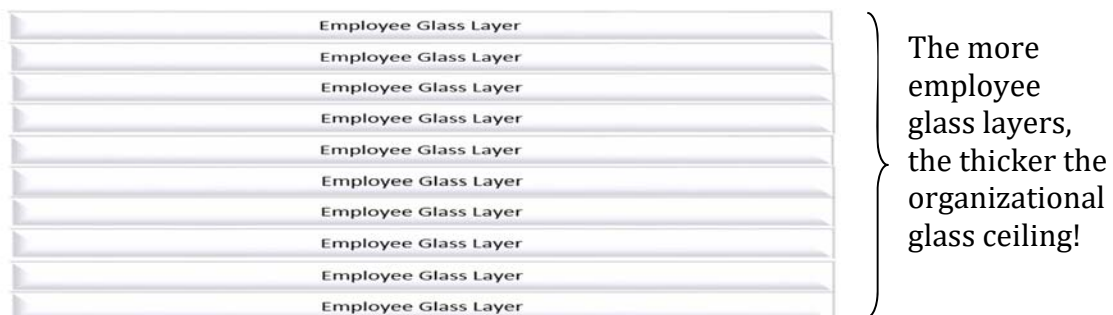 Employee Glass Layer
Employee Glass Layer
Employee Glass Layer
Employee Glass Layer
Employee Glass Layer
Employee Glass Layer
Employee Glass Layer
Employee Glass Layer
Employee Glass Layer
Employee Glass Layer
The more
employee
glass layers,
the thicker the
organizational
glass ceiling!